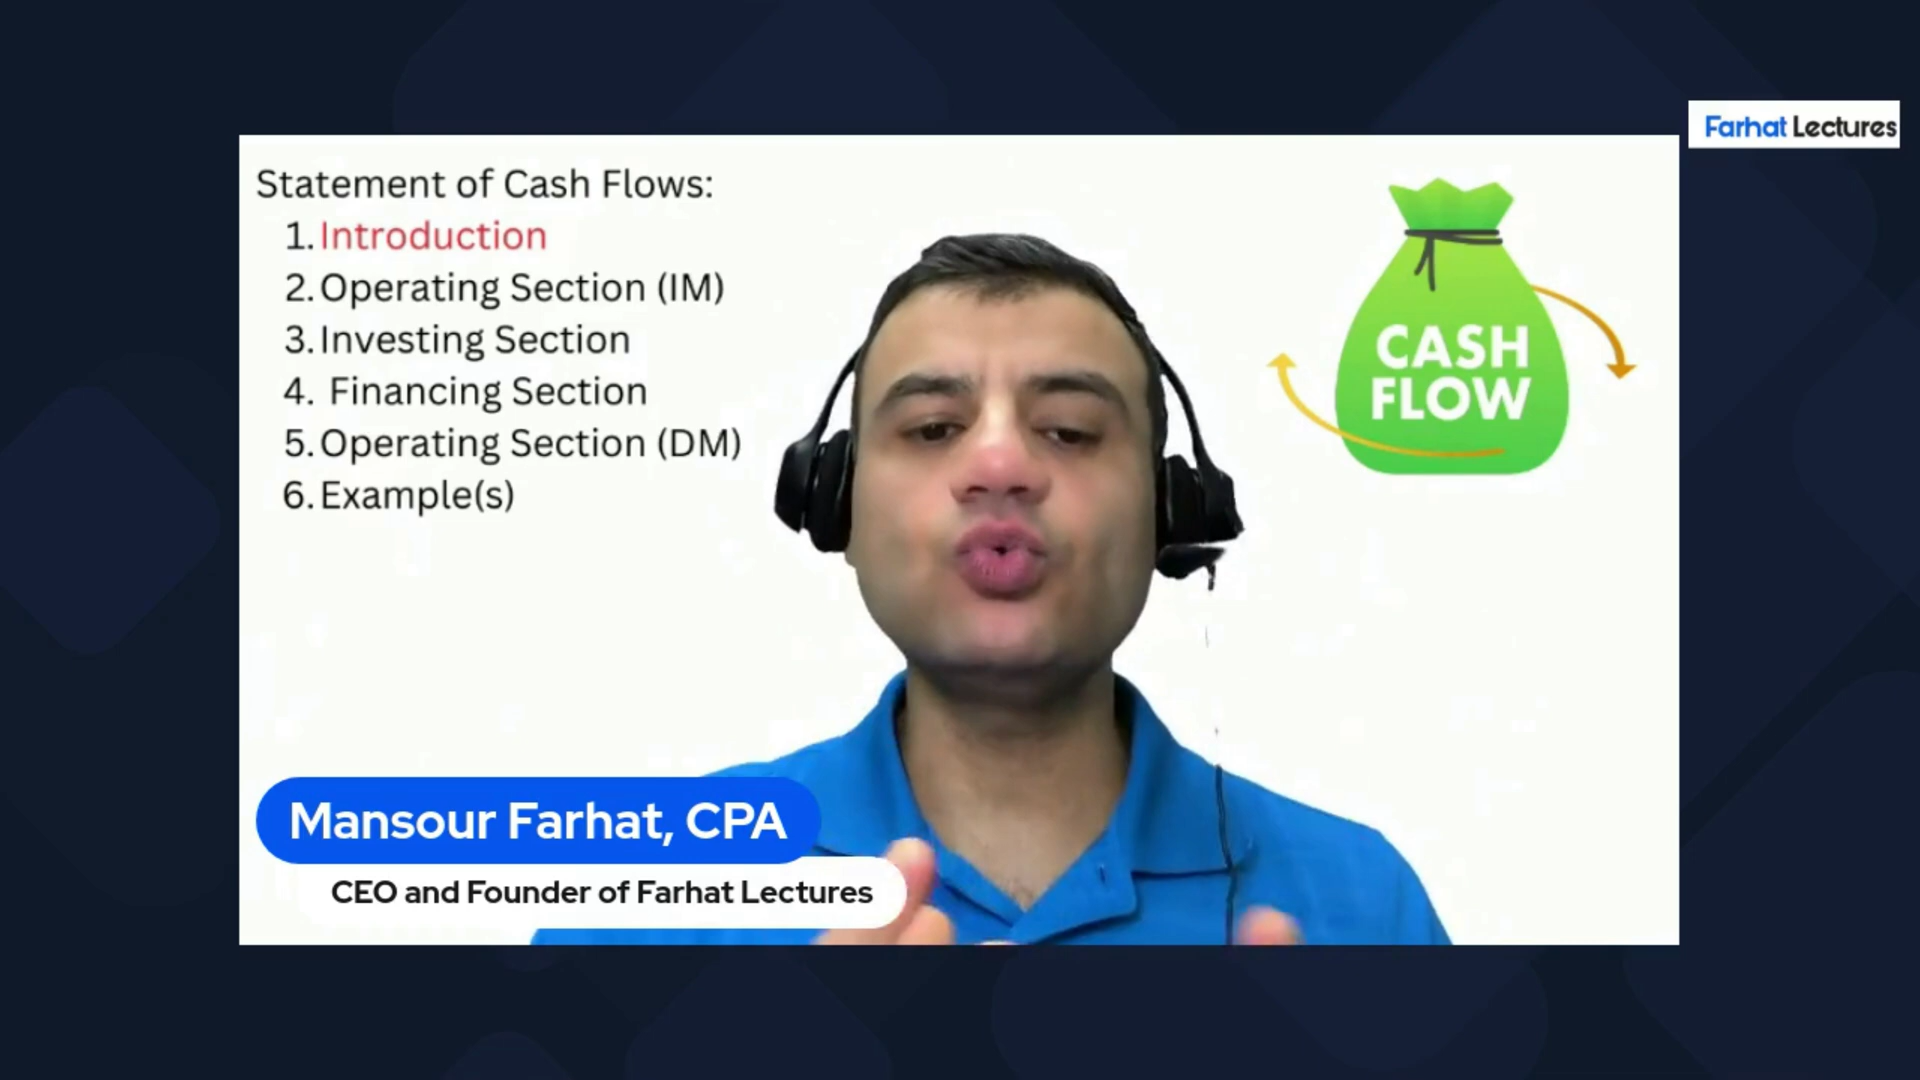 Farhat Lectures
Statement of Cash Flows:
1. Introduction
2. Operating Section (IM)
3. Investing Section
4. Financing Section
5. Operating Section (DM)
6. Example(s)
CASH
FLOW
Mansour Farhat, CPA
CEO and Founder of Farhat Lectures